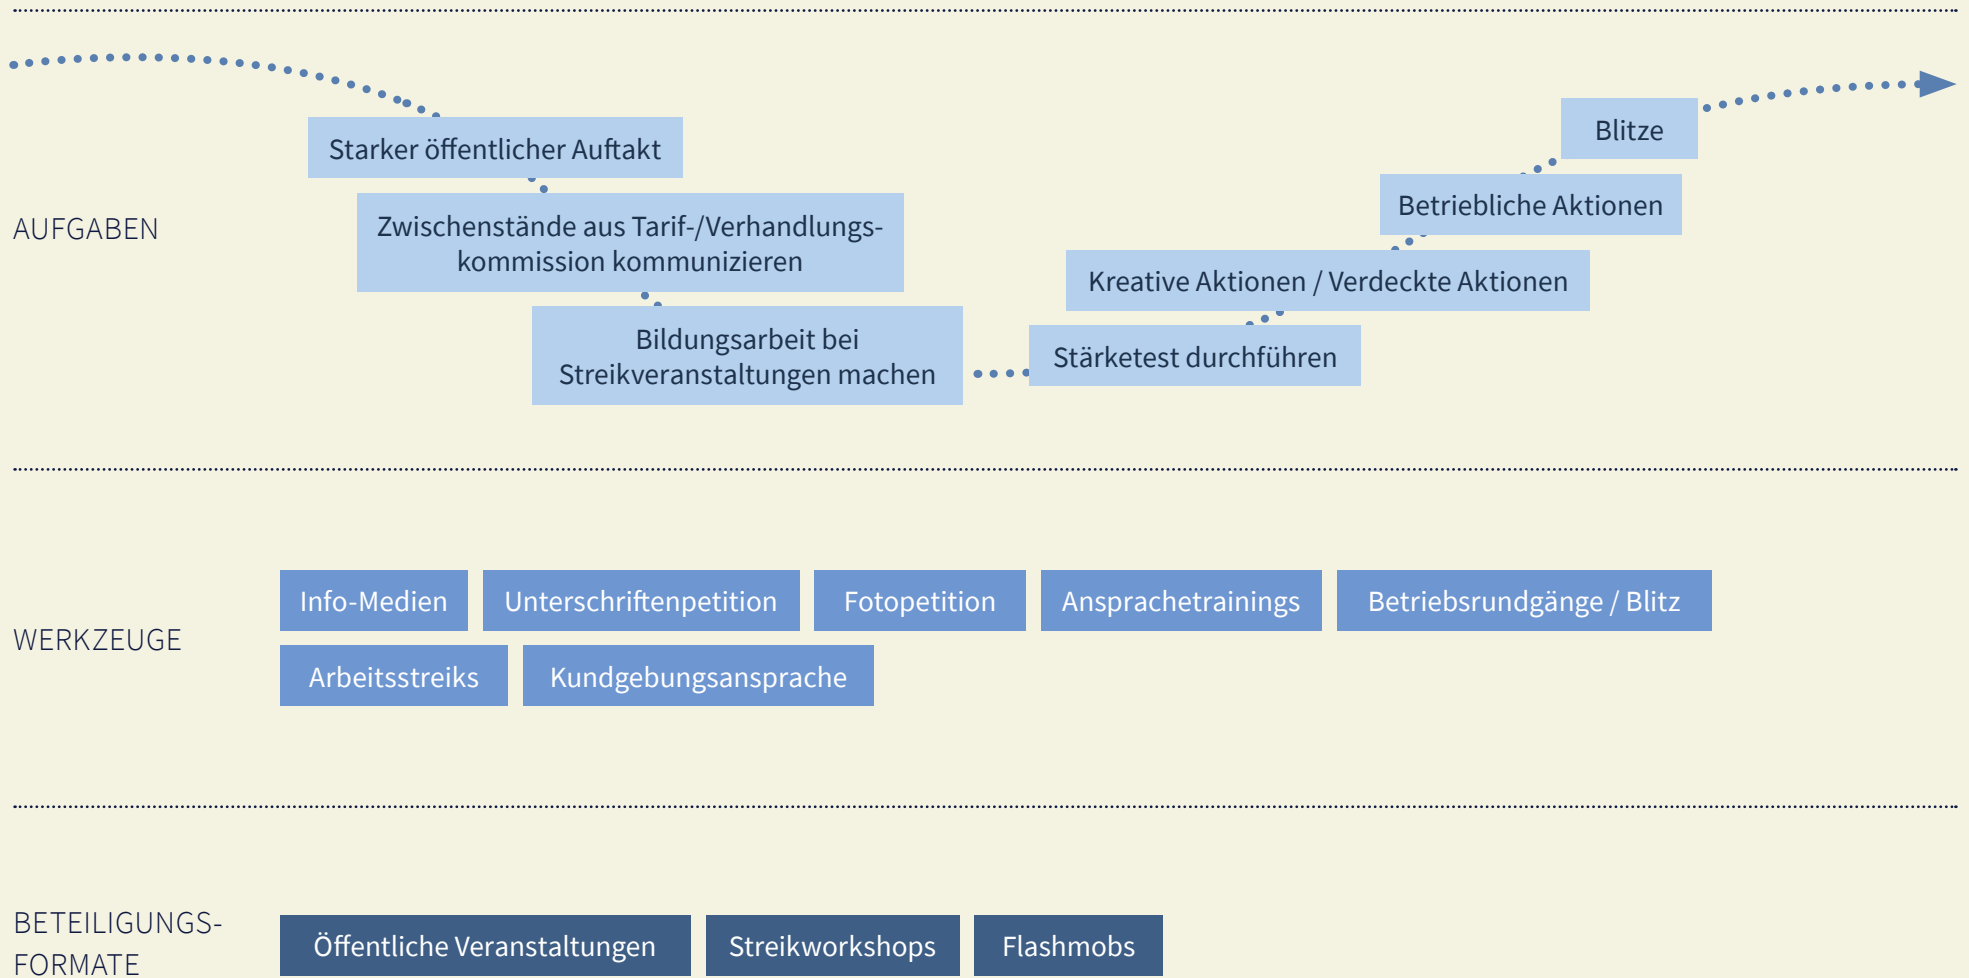 AUFGABEN
Starker öffentlicher Auftakt
Zwischenstände aus Tarif-/Verhandlungs-
kommission kommunizieren
Bildungsarbeit bei
Streikveranstaltungen machen
Stärketest durchführen
Kreative Aktionen / Verdeckte Aktionen
Betriebliche Aktionen
Blitze
WERKZEUGE
Info-Medien
Unterschriftenpetition
Fotopetition
Ansprachetrainings
Betriebsrundgänge / Blitz
Arbeitsstreiks
Kundgebungsansprache
BETEILIGUNGS-
FORMATE
Öffentliche Veranstaltungen
Streikworkshops
Flashmobs